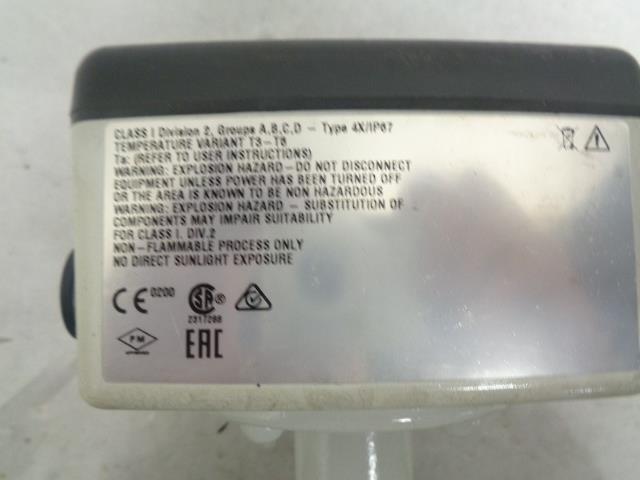 CLASS I Division 2, Groups A,B,C,D - Type 4X/IP67
TEMPERATURE VARIANT T3-T6
Ta: (REFER TO USER INSTRUCTIONS)
WARNING: EXPLOSION HAZARD-DO NOT DISCONNECT
EQUIPMENT UNLESS POWER HAS BEEN TURNED OFF
OR THE AREA IS KNOWN TO BE NON HAZARDOUS
WARNING: EXPLOSION HAZARD - SUBSTITUTION OF
COMPONENTS MAY IMPAIR SUITABILITY
FOR CLASS I. DIV.2
NON-FLAMMABLE PROCESS ONLY
NO DIRECT SUNLIGHT EXPOSURE
CE 0200 SA ®
2317288
FM
APPROVED
EAC